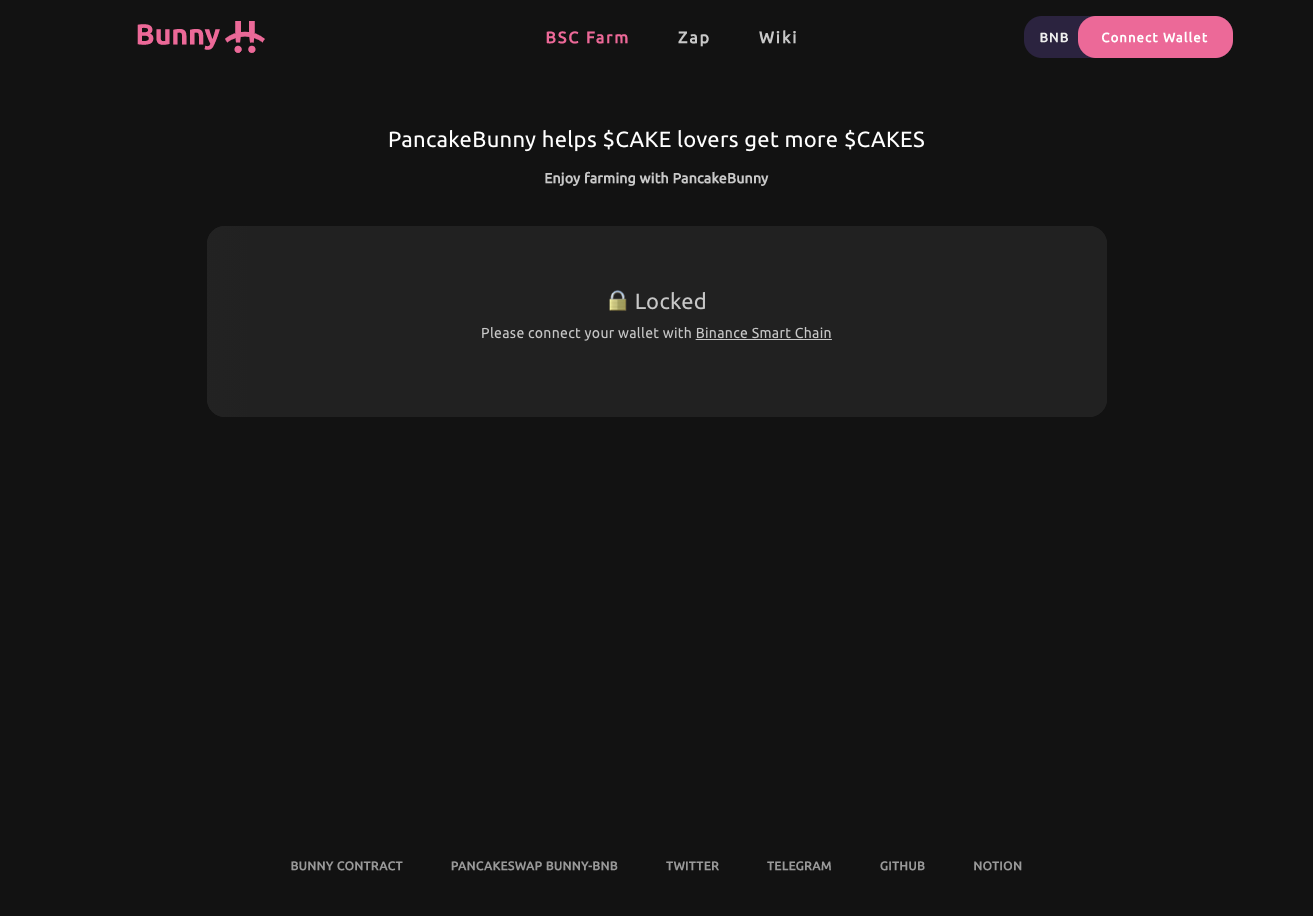 Bunny
BSC Farm
Zap
Wiki
BNB
Connect Wallet
PancakeBunny helps $CAKE lovers get more $CAKES
Enjoy farming with PancakeBunny
🔒 Locked
Please connect your wallet with Binance Smart Chain
BUNNY CONTRACT
PANCAKESWAP BUNNY-BNB
TWITTER
TELEGRAM
GITHUB
NOTION